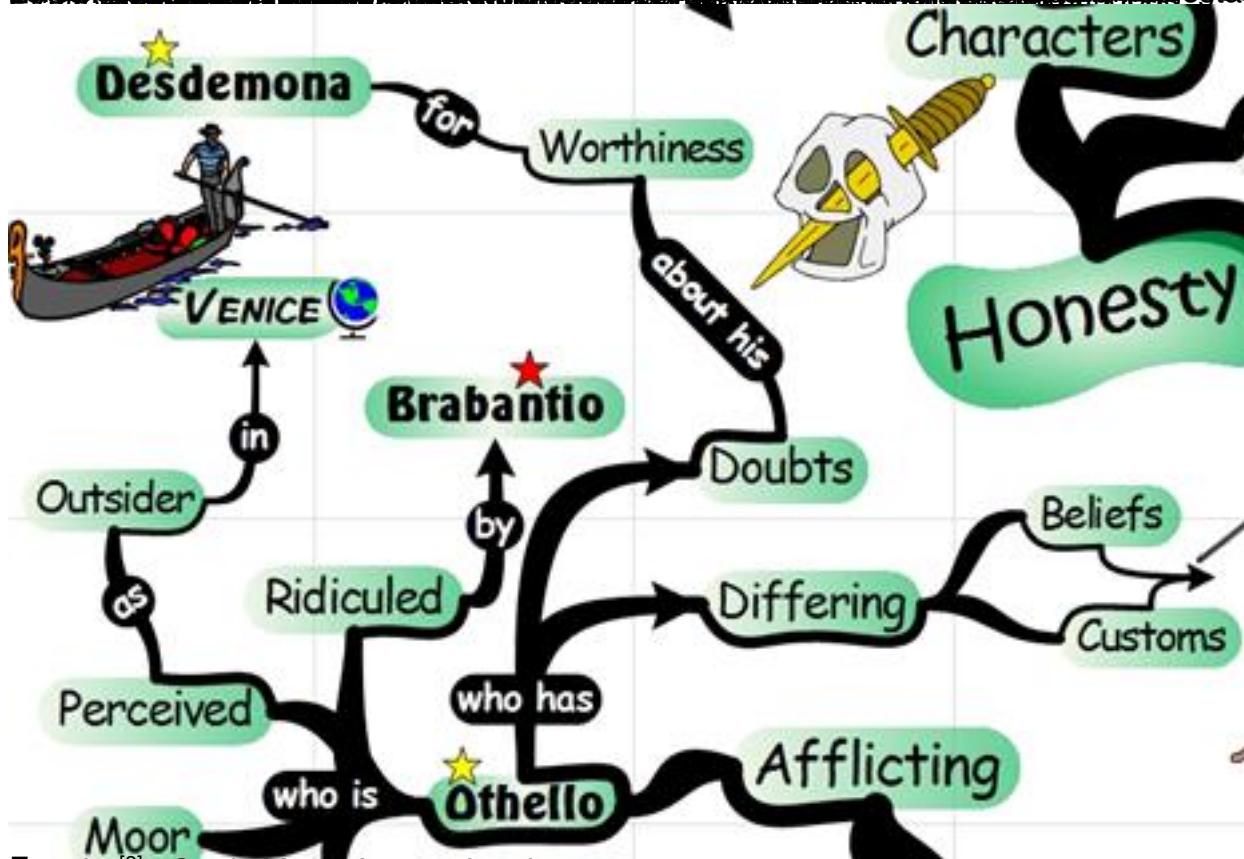 Characters
Desdemona
for
Worthiness
about his
Honesty
VENICE
Brabantio
in
Doubts
Outsider
by
Beliefs
as
Ridiculed
Differing
Customs
Perceived
who has
Afflicting
who is
Othello
Moor